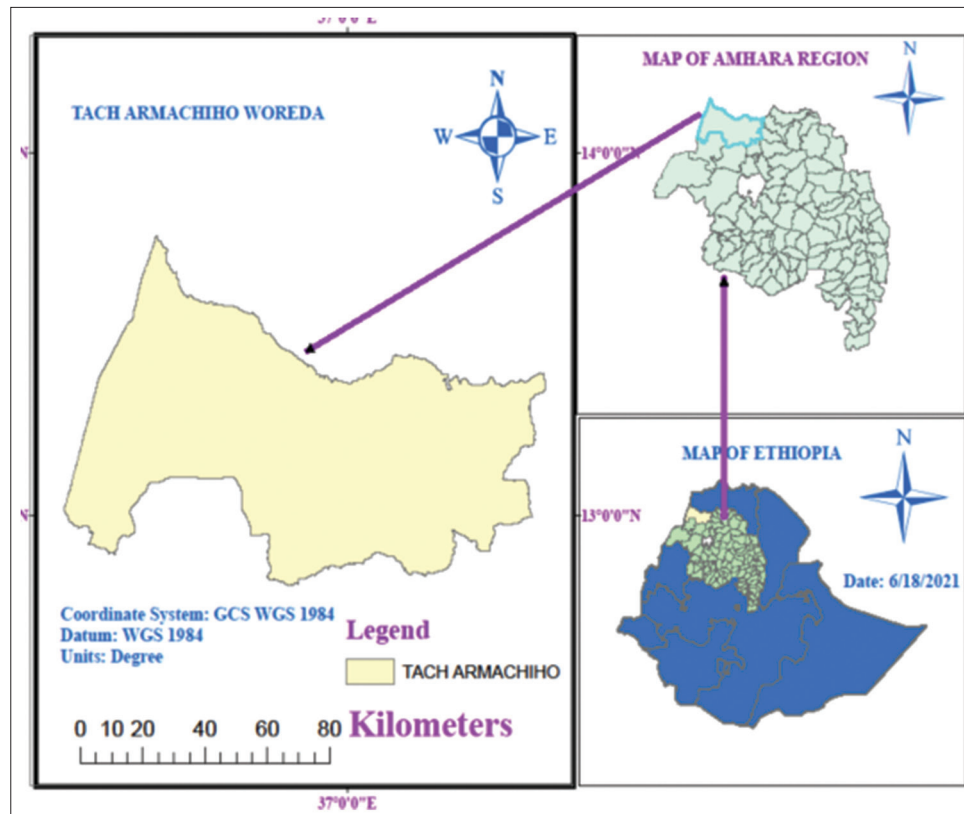 37°0'0"E
TACH ARMACHIHO WOREDA
N
W
E
S
Coordinate System: GCS WGS 1984
Datum: WGS 1984
Units: Degree
Legend
TACH ARMACHIHO
0 10 20 40 60 80 Kilometers
37°0'0"E
MAP OF AMHARA REGION
N
14°0'0"N
N
13°0'0"N
N
MAP OF ETHIOPIA
N
Date: 6/18/2021